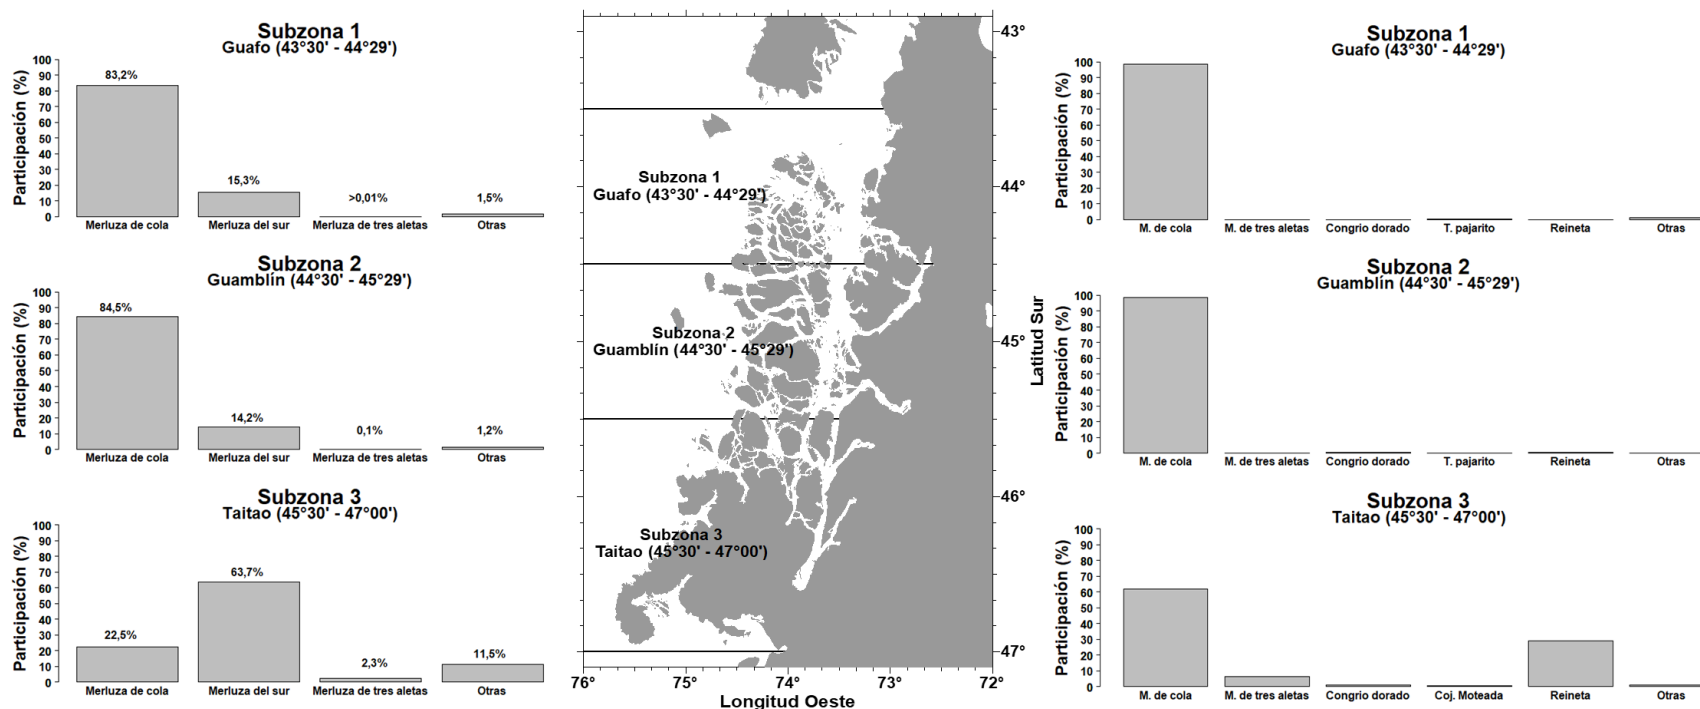 Subzona 1
Guafo (43°30' - 44°29')
Participación (%)
100
90
80
70
60
50
40
30
20
10
0
83,2%
15,3%
>0,01%
1,5%
Merluza de cola
Merluza del sur
Merluza de tres aletas
Otras
Subzona 2
Guamblín (44°30' - 45°29')
Participación (%)
100
90
80
70
60
50
40
30
20
10
0
84,5%
14,2%
0,1%
1,2%
Merluza de cola
Merluza del sur
Merluza de tres aletas
Otras
Subzona 3
Taitao (45°30' - 47°00')
Participación (%)
100
90
80
70
60
50
40
30
20
10
0
22,5%
63,7%
2,3%
11,5%
Merluza de cola
Merluza del sur
Merluza de tres aletas
Otras
Subzona 1
Guafo (43°30' - 44°29')
Subzona 2
Guamblín (44°30' - 45°29')
Subzona 3
Taitao (45°30' - 47°00')
43°
44°
45°
46°
47°
Latitud Sur
76°
75°
74°
73°
72°
Longitud Oeste
Subzona 1
Guafo (43°30' - 44°29')
Participación (%)
100
90
80
70
60
50
40
30
20
10
0
M. de cola
M. de tres aletas
Congrio dorado
T. pajarito
Reineta
Otras
Subzona 2
Guamblín (44°30' - 45°29')
Participación (%)
100
90
80
70
60
50
40
30
20
10
0
M. de cola
M. de tres aletas
Congrio dorado
T. pajarito
Reineta
Otras
Subzona 3
Taitao (45°30' - 47°00')
Participación (%)
100
90
80
70
60
50
40
30
20
10
0
M. de cola
M. de tres aletas
Congrio dorado
Coj. Moteada
Reineta
Otras